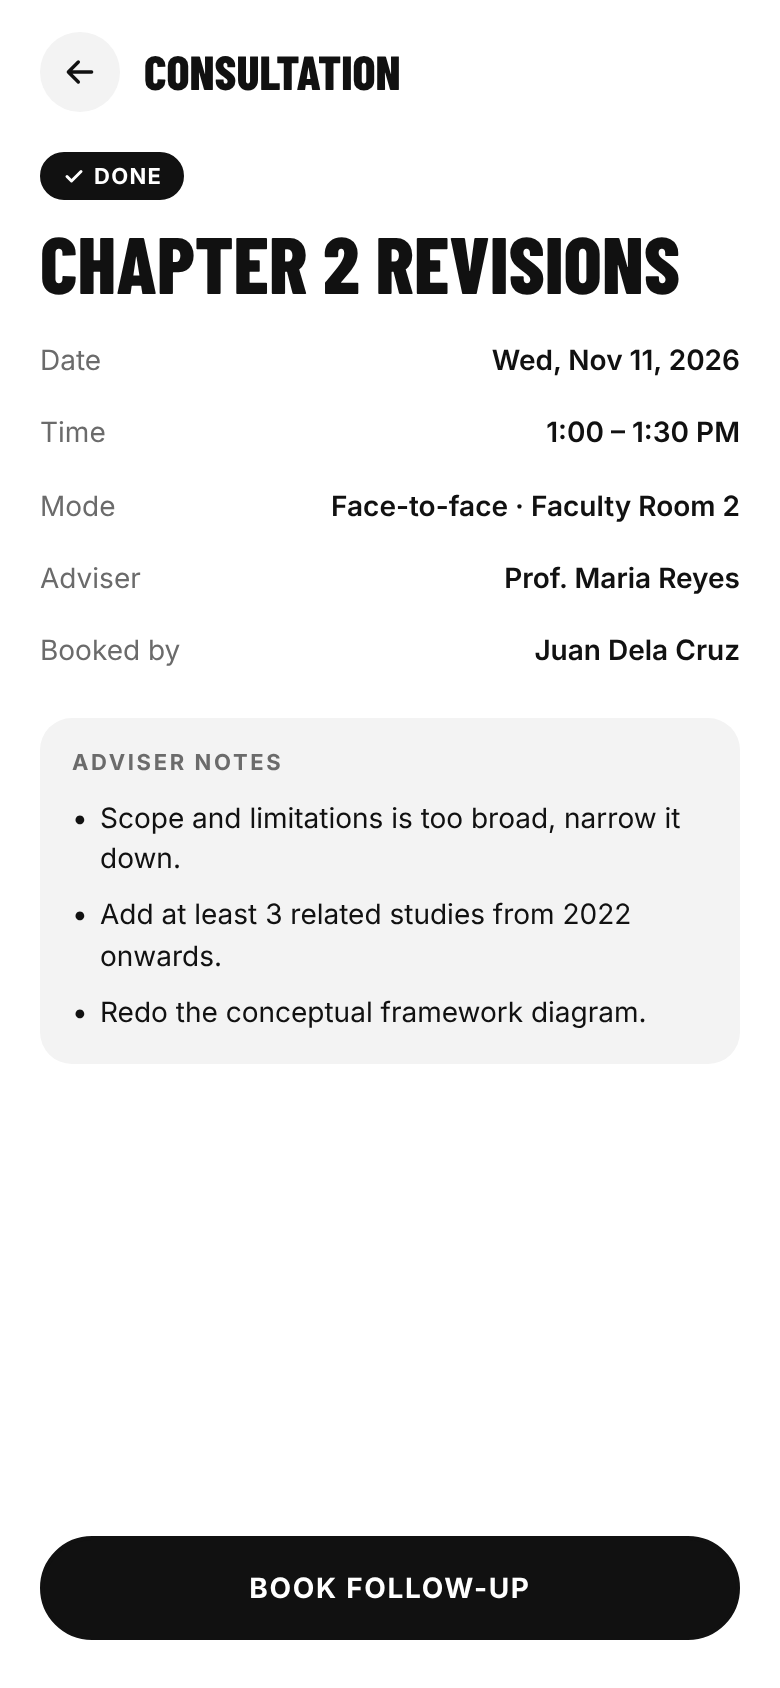 CONSULTATION
DONE
CHAPTER 2 REVISIONS
Date Wed, Nov 11, 2026
Time 1:00 – 1:30 PM
Mode Face-to-face · Faculty Room 2
Adviser Prof. Maria Reyes
Booked by Juan Dela Cruz
ADVISER NOTES
• Scope and limitations is too broad, narrow it
down.
• Add at least 3 related studies from 2022
onwards.
• Redo the conceptual framework diagram.
BOOK FOLLOW-UP